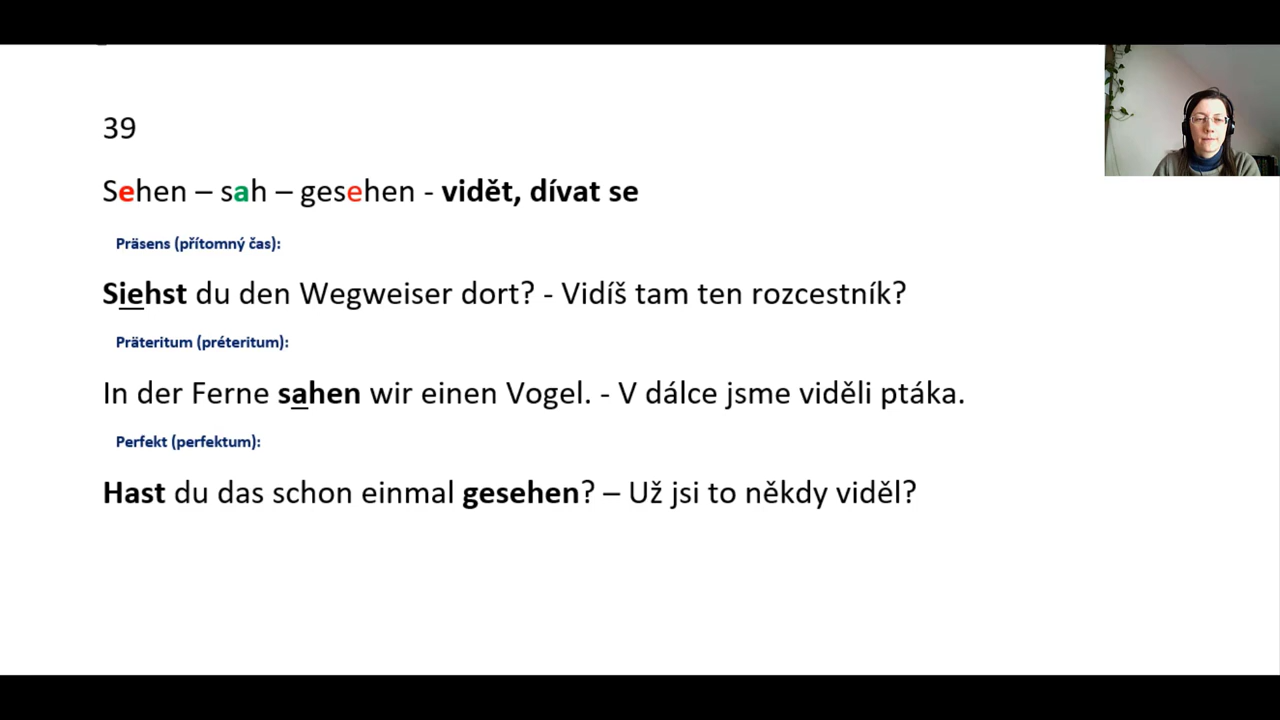 39
Sehen – sah – gesehen - vidět, dívat se
Präsens (přítomný čas):
Siehst du den Wegweiser dort? - Vidíš tam ten rozcestník?
Präteritum (préteritum):
In der Ferne sahen wir einen Vogel. - V dálce jsme viděli ptáka.
Perfekt (perfektum):
Hast du das schon einmal gesehen? – Už jsi to někdy viděl?